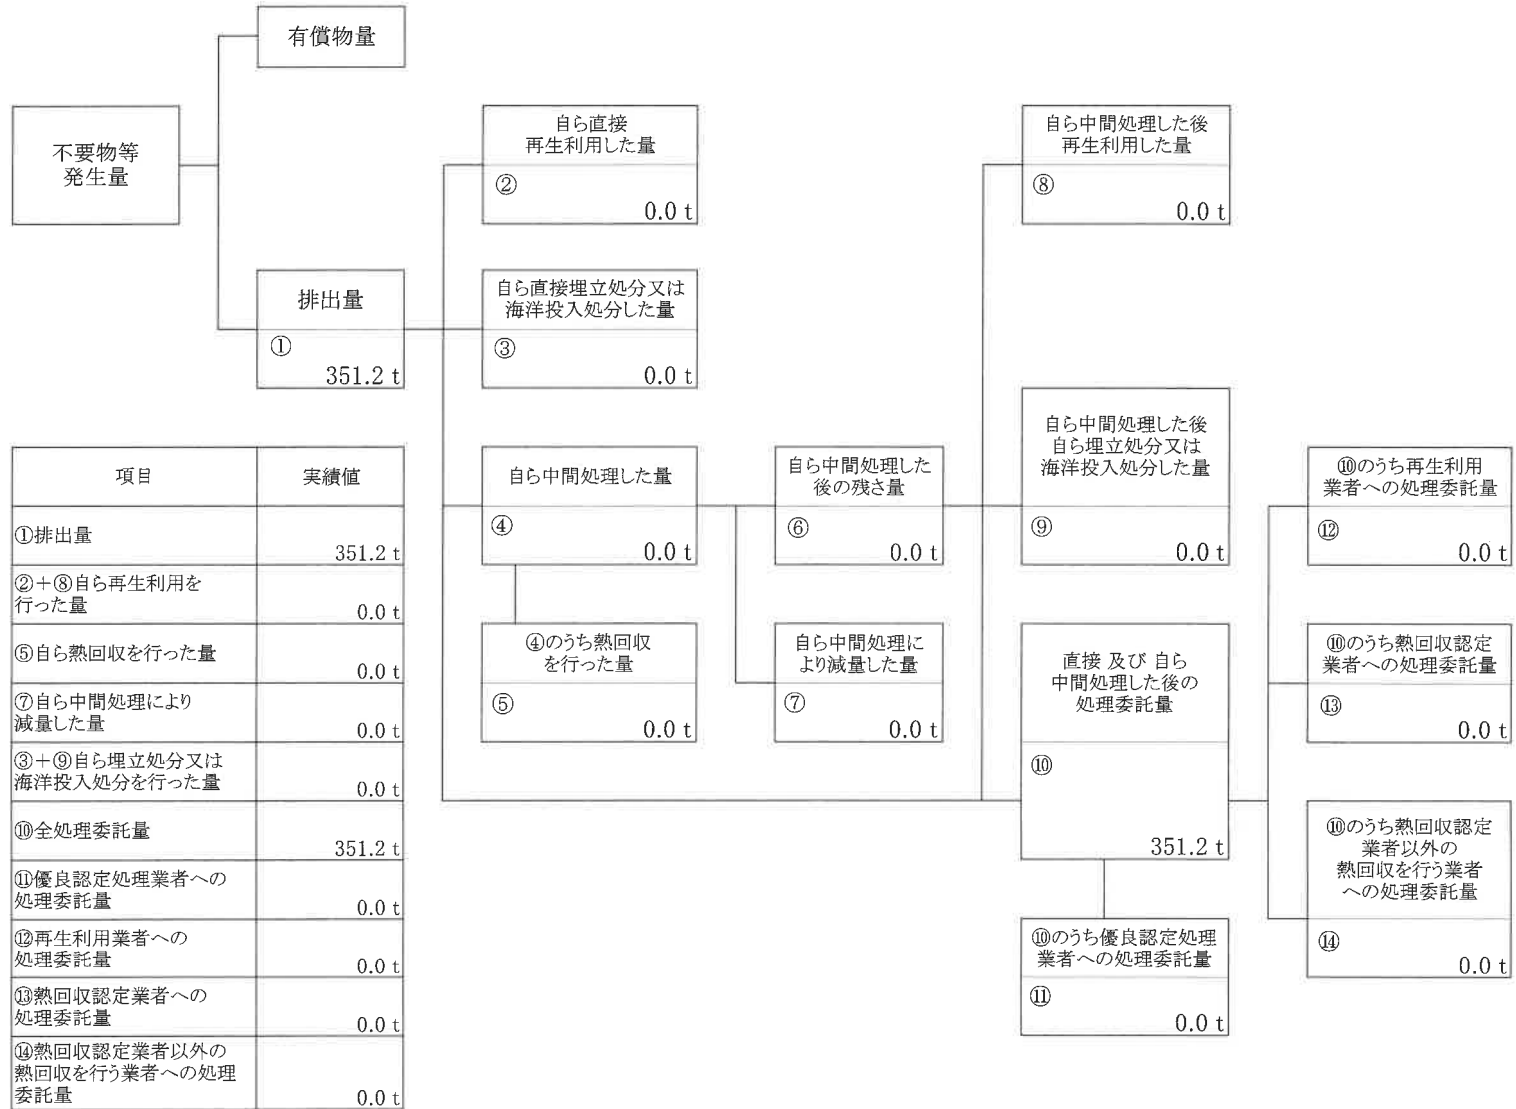 有償物量
不要物等
発生量
自ら直接
再生利用した量
②
0.0 t
自ら中間処理した後
再生利用した量
⑧
0.0 t
排出量
①
351.2 t
自ら直接埋立処分又は
海洋投入処分した量
③
0.0 t
自ら中間処理した量
④
0.0 t
自ら中間処理した
後の残さ量
⑥
0.0 t
自ら中間処理した後
自ら埋立処分又は
海洋投入処分した量
⑨
0.0 t
⑩のうち再生利用
業者への処理委託量
⑫
0.0 t
④のうち熱回収
を行った量
⑤
0.0 t
自ら中間処理に
より減量した量
⑦
0.0 t
直接 及び 自ら
中間処理した後の
処理委託量
⑩
351.2 t
⑩のうち熱回収認定
業者への処理委託量
⑬
0.0 t
⑩のうち熱回収認定
業者以外の
熱回収を行う業者
への処理委託量
⑭
0.0 t
⑩のうち優良認定処理
業者への処理委託量
⑪
0.0 t
項目 実績値
①排出量
351.2 t
②＋⑧自ら再生利用を
行った量
0.0 t
⑤自ら熱回収を行った量
0.0 t
⑦自ら中間処理により
減量した量
0.0 t
③＋⑨自ら埋立処分又は
海洋投入処分を行った量
0.0 t
⑩全処理委託量
351.2 t
⑪優良認定処理業者への
処理委託量
0.0 t
⑫再生利用業者への
処理委託量
0.0 t
⑬熱回収認定業者への
処理委託量
0.0 t
⑭熱回収認定業者以外の
熱回収を行う業者への処理
委託量
0.0 t